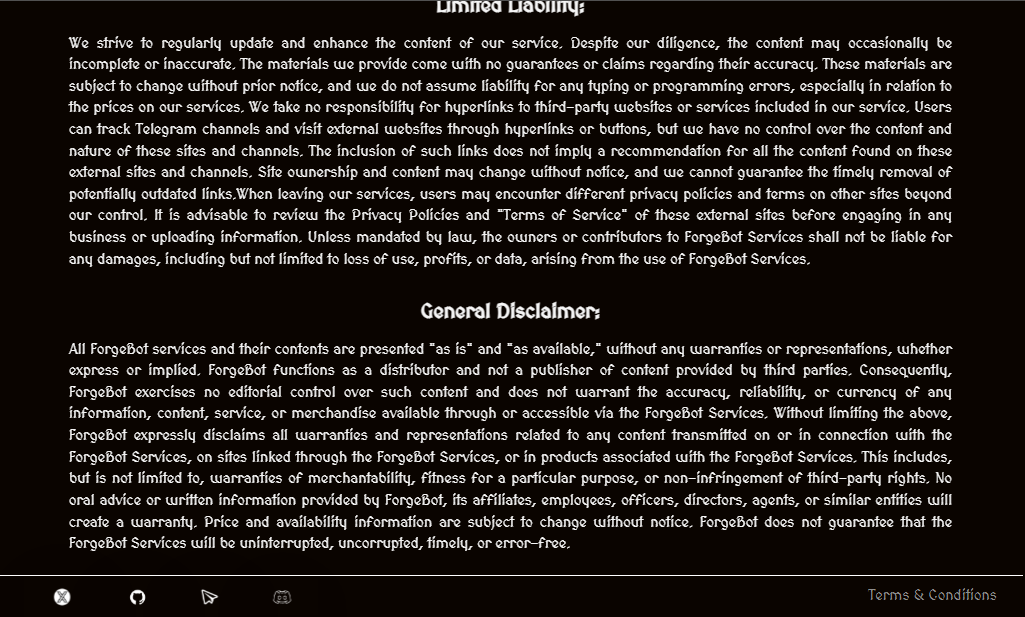 Limited Liability:
We strive to regularly update and enhance the content of our service. Despite our diligence, the content may occasionally be
incomplete or inaccurate. The materials we provide come with no guarantees or claims regarding their accuracy. These materials are
subject to change without prior notice, and we do not assume liability for any typing or programming errors, especially in relation to
the prices on our services. We take no responsibility for hyperlinks to third-party websites or services included in our service. Users
can track Telegram channels and visit external websites through hyperlinks or buttons, but we have no control over the content and
nature of these sites and channels. The inclusion of such links does not imply a recommendation for all the content found on these
external sites and channels. Site ownership and content may change without notice, and we cannot guarantee the timely removal of
potentially outdated links.When leaving our services, users may encounter different privacy policies and terms on other sites beyond
our control. It is advisable to review the Privacy Policies and "Terms of Service" of these external sites before engaging in any
business or uploading information. Unless mandated by law, the owners or contributors to ForgeBot Services shall not be liable for
any damages, including but not limited to loss of use, profits, or data, arising from the use of ForgeBot Services.
General Disclaimer:
All ForgeBot services and their contents are presented "as is" and "as available," without any warranties or representations, whether
express or implied. ForgeBot functions as a distributor and not a publisher of content provided by third parties. Consequently,
ForgeBot exercises no editorial control over such content and does not warrant the accuracy, reliability, or currency of any
information, content, service, or merchandise available through or accessible via the ForgeBot Services. Without limiting the above,
ForgeBot expressly disclaims all warranties and representations related to any content transmitted on or in connection with the
ForgeBot Services, on sites linked through the ForgeBot Services, or in products associated with the ForgeBot Services. This includes,
but is not limited to, warranties of merchantability, fitness for a particular purpose, or non-infringement of third-party rights. No
oral advice or written information provided by ForgeBot, its affiliates, employees, officers, directors, agents, or similar entities will
create a warranty. Price and availability information are subject to change without notice. ForgeBot does not guarantee that the
ForgeBot Services will be uninterrupted, uncorrupted, timely, or error-free.
Terms & Conditions